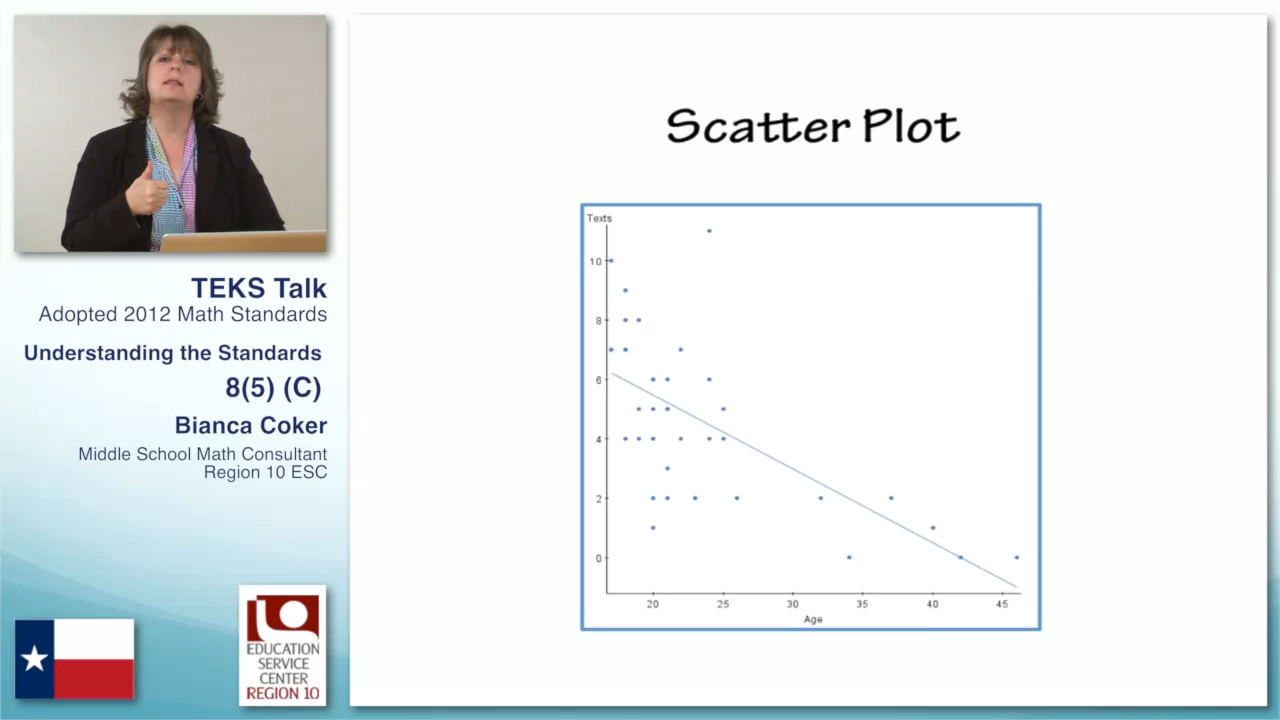 TEKS Talk
Adopted 2012 Math Standards
Understanding the Standards
8(5) (C)
Bianca Coker
Middle School Math Consultant
Region 10 ESC
EDUCATION
SERVICE
CENTER
REGION 10
Scatter Plot
Texts
10
8
6
4
2
0
20 25 30 35 40 45
Age